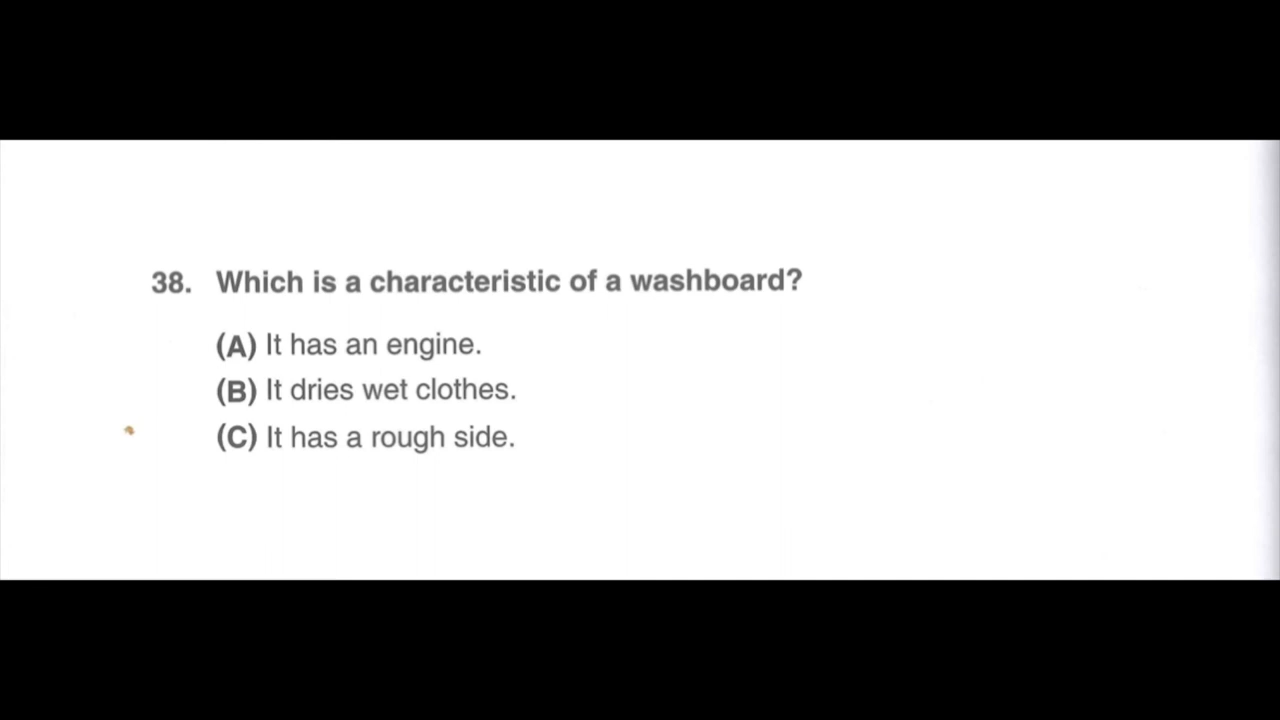 38. Which is a characteristic of a washboard?
(A) It has an engine.
(B) It dries wet clothes.
(C) It has a rough side.